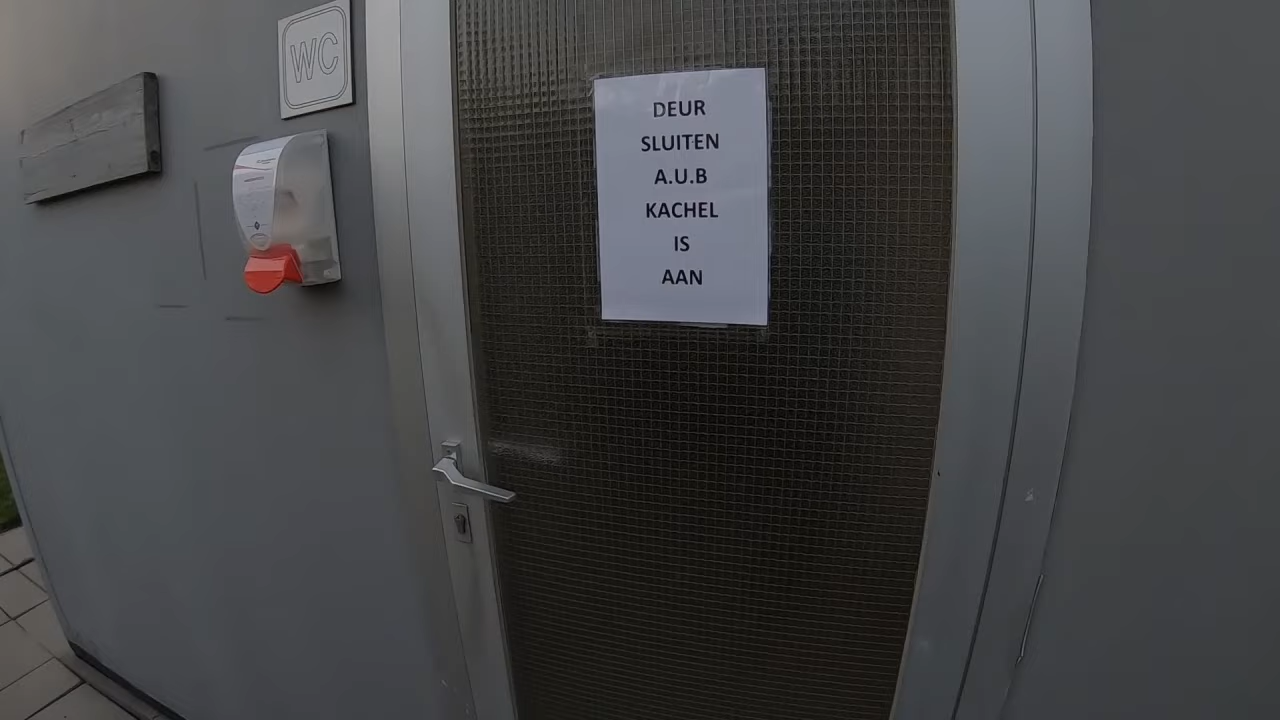 WC
DEUR
SLUITEN
A.U.B
KACHEL
IS
AAN